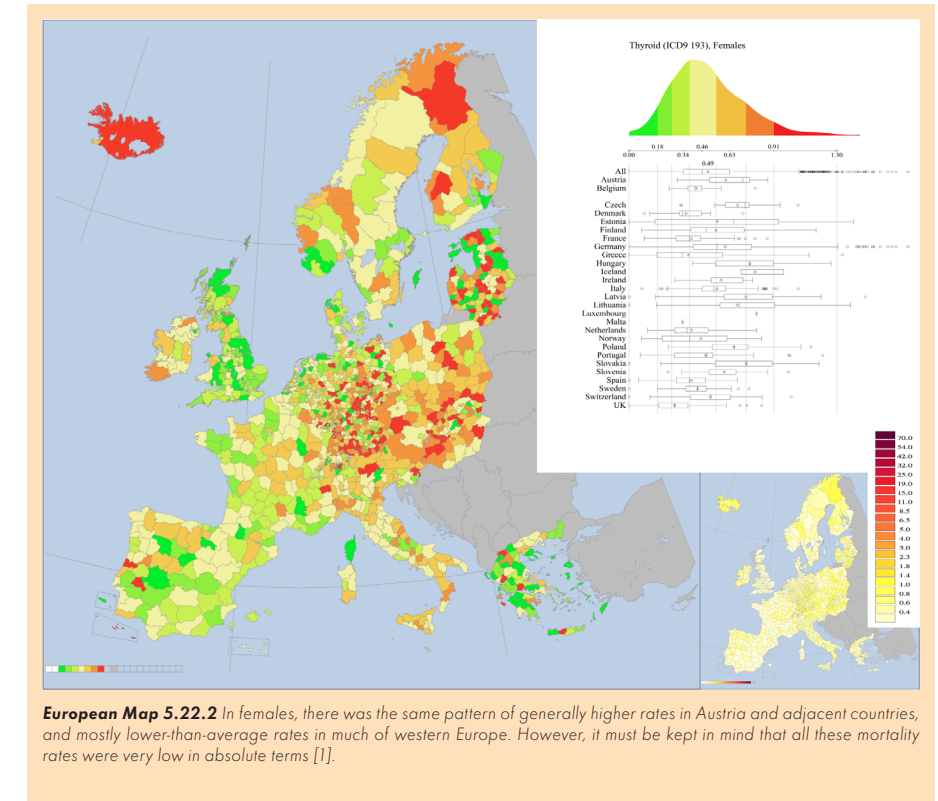 Thyroid (ICD9 193), Females
0.18 0.46 0.91
0.00 0.34 0.63 1.30
0.49
All
Austria
Belgium
Czech
Denmark
Estonia
Finland
France
Germany
Greece
Hungary
Iceland
Ireland
Italy
Latvia
Lithuania
Luxembourg
Malta
Netherlands
Norway
Poland
Portugal
Slovakia
Slovenia
Spain
Sweden
Switzerland
UK
70.0
54.0
42.0
32.0
25.0
19.0
15.0
11.0
8.5
6.5
5.0
4.0
3.0
2.3
1.8
1.4
1.0
0.8
0.6
0.4
European Map 5.22.2 In females, there was the same pattern of generally higher rates in Austria and adjacent countries,
and mostly lower-than-average rates in much of western Europe. However, it must be kept in mind that all these mortality
rates were very low in absolute terms [1].